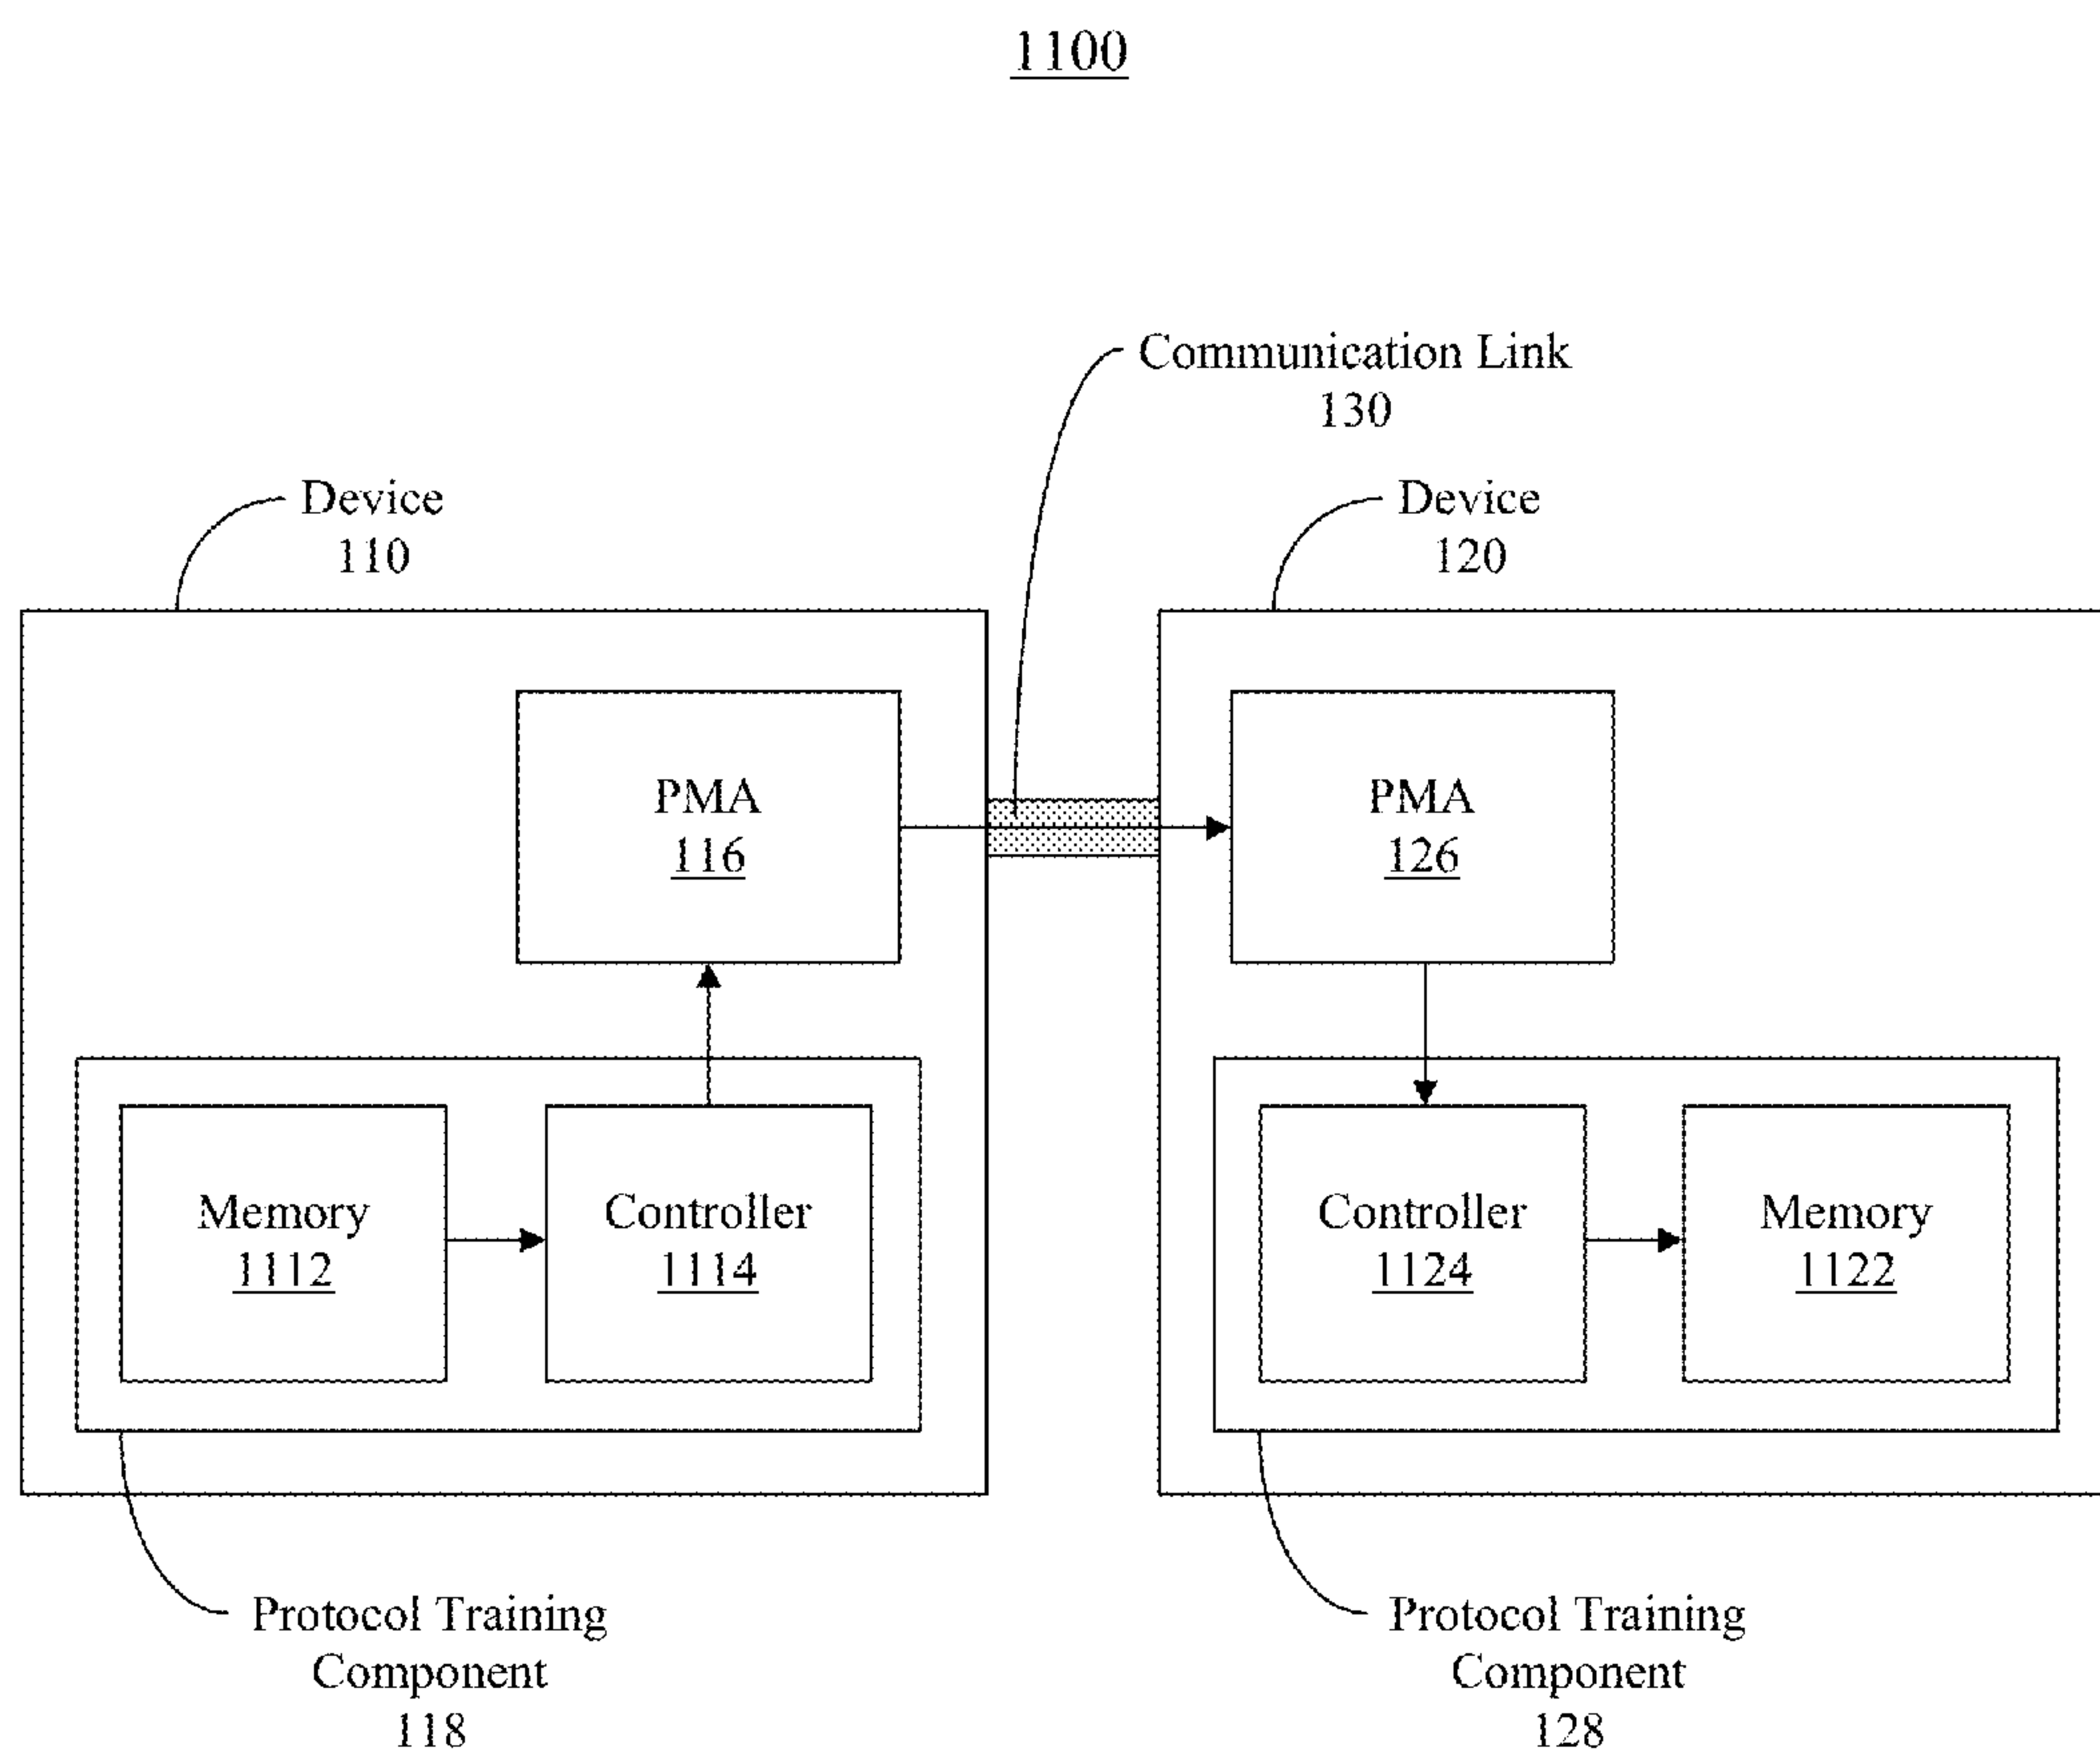 1100
Communication Link
130
Device
110
Device
120
PMA
116
PMA
126
Memory
1112
Controller
1114
Controller
1124
Memory
1122
Protocol Training
Component
118
Protocol Training
Component
128